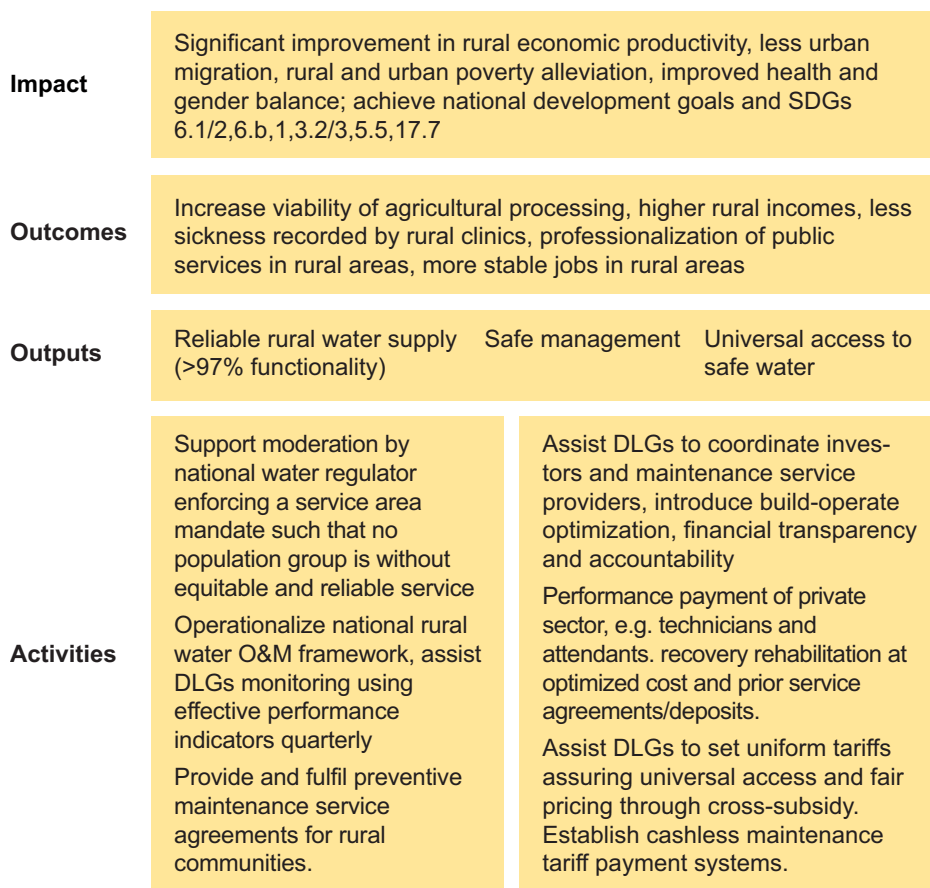 Impact
Significant improvement in rural economic productivity, less urban
migration, rural and urban poverty alleviation, improved health and
gender balance; achieve national development goals and SDGs
6.1/2,6.b,1,3.2/3,5.5,17.7
Outcomes
Increase viability of agricultural processing, higher rural incomes, less
sickness recorded by rural clinics, professionalization of public
services in rural areas, more stable jobs in rural areas
Outputs
Reliable rural water supply
(>97% functionality)
Safe management
Universal access to
safe water
Activities
Support moderation by
national water regulator
enforcing a service area
mandate such that no
population group is without
equitable and reliable service
Operationalize national rural
water O&M framework, assist
DLGs monitoring using
effective performance
indicators quarterly
Provide and fulfil preventive
maintenance service
agreements for rural
communities.
Assist DLGs to coordinate inves-
tors and maintenance service
providers, introduce build-operate
optimization, financial transparency
and accountability
Performance payment of private
sector, e.g. technicians and
attendants. recovery rehabilitation at
optimized cost and prior service
agreements/deposits.
Assist DLGs to set uniform tariffs
assuring universal access and fair
pricing through cross-subsidy.
Establish cashless maintenance
tariff payment systems.